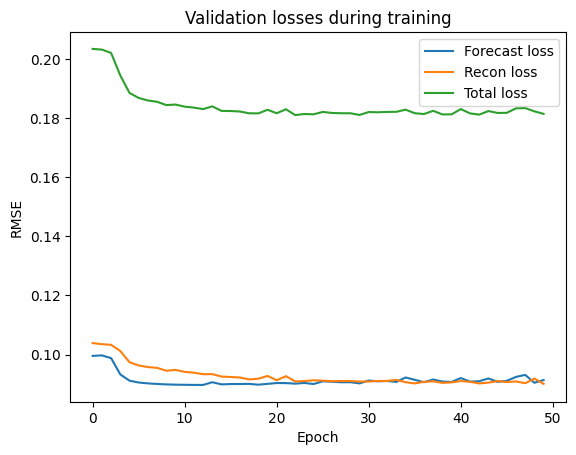 Validation losses during training
Forecast loss
Recon loss
Total loss
RMSE
0.20
0.18
0.16
0.14
0.12
0.10
0
10
20
30
40
50
Epoch